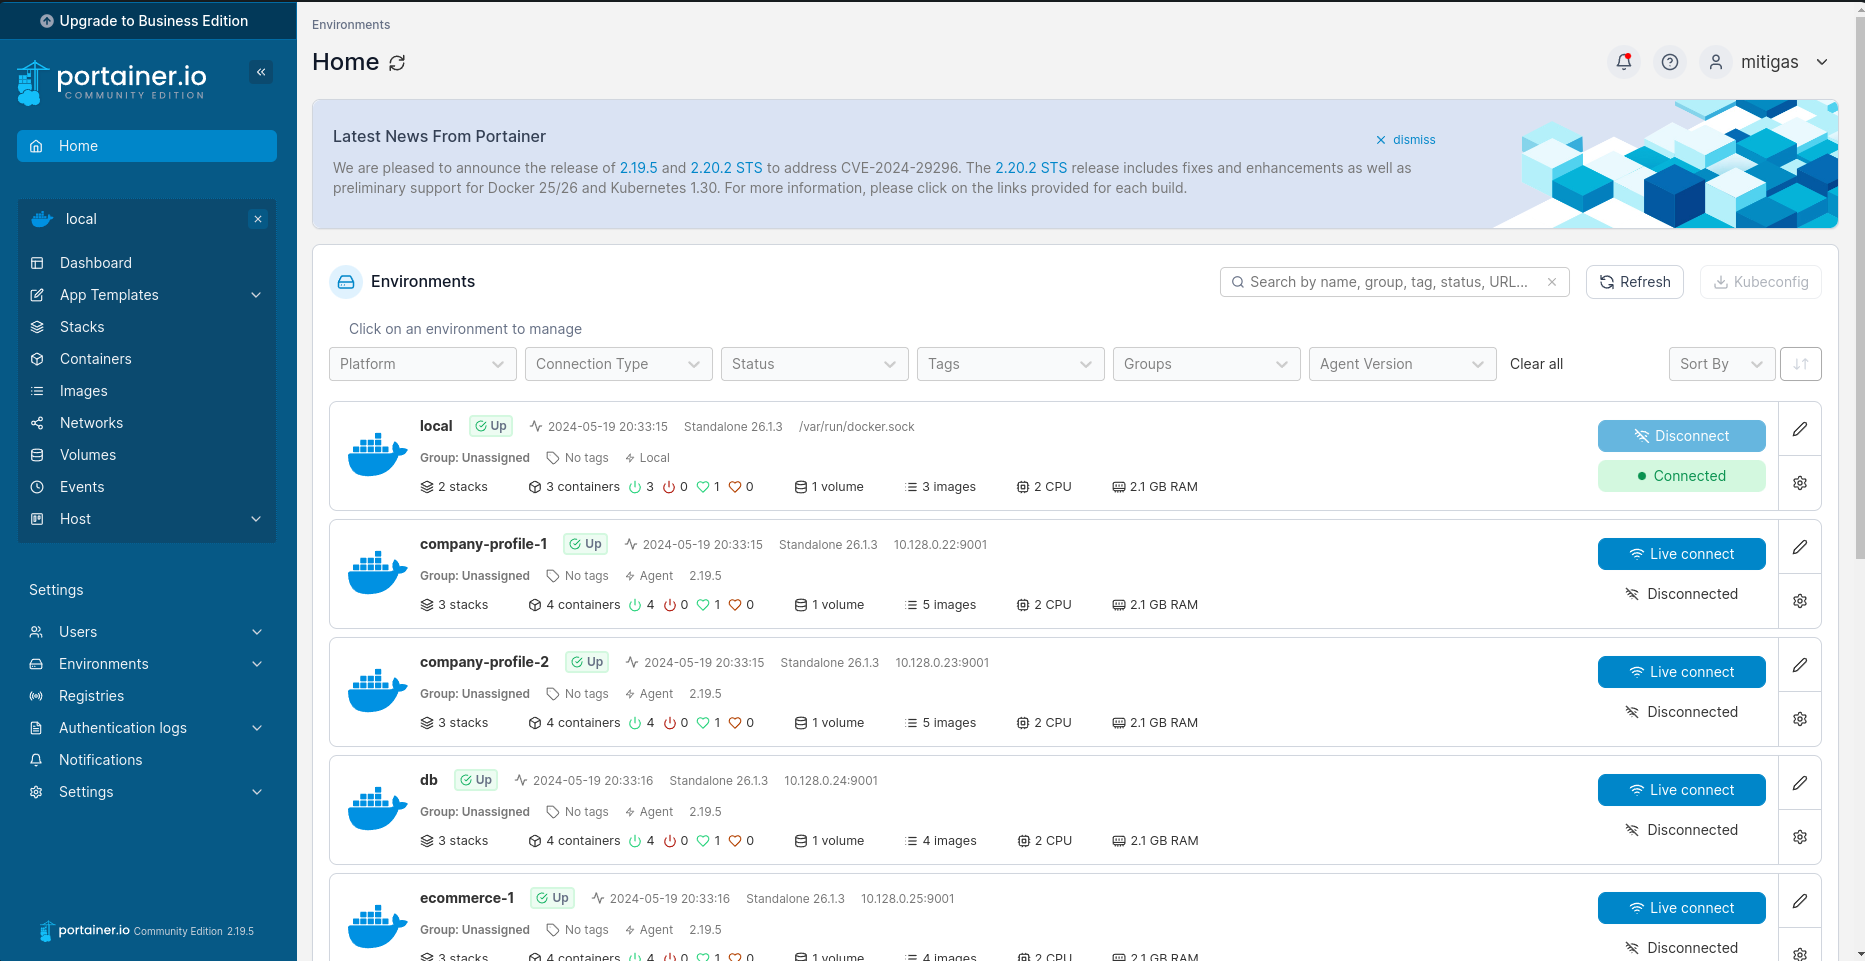 Upgrade to Business Edition
portainer.io
COMMUNITY EDITION
Home
local
Dashboard
App Templates
Stacks
Containers
Images
Networks
Volumes
Events
Host
Settings
Users
Environments
Registries
Authentication logs
Notifications
Settings
portainer.io Community Edition 2.19.5
Environments
Home
mitigas
Latest News From Portainer
dismiss
We are pleased to announce the release of 2.19.5 and 2.20.2 STS to address CVE-2024-29296. The 2.20.2 STS release includes fixes and enhancements as well as
preliminary support for Docker 25/26 and Kubernetes 1.30. For more information, please click on the links provided for each build.
Environments
Search by name, group, tag, status, URL...
Refresh
Kubeconfig
Click on an environment to manage
Platform Connection Type Status Tags Groups Agent Version Clear all Sort By
local Up 2024-05-19 20:33:15 Standalone 26.1.3 /var/run/docker.sock
Group: Unassigned No tags Local
2 stacks 3 containers 3 0 1 0 1 volume 3 images 2 CPU 2.1 GB RAM
Disconnect
Connected
company-profile-1 Up 2024-05-19 20:33:15 Standalone 26.1.3 10.128.0.22:9001
Group: Unassigned No tags Agent 2.19.5
3 stacks 4 containers 4 0 1 0 1 volume 5 images 2 CPU 2.1 GB RAM
Live connect
Disconnected
company-profile-2 Up 2024-05-19 20:33:15 Standalone 26.1.3 10.128.0.23:9001
Group: Unassigned No tags Agent 2.19.5
3 stacks 4 containers 4 0 1 0 1 volume 5 images 2 CPU 2.1 GB RAM
Live connect
Disconnected
db Up 2024-05-19 20:33:16 Standalone 26.1.3 10.128.0.24:9001
Group: Unassigned No tags Agent 2.19.5
3 stacks 4 containers 4 0 1 0 1 volume 4 images 2 CPU 2.1 GB RAM
Live connect
Disconnected
ecommerce-1 Up 2024-05-19 20:33:16 Standalone 26.1.3 10.128.0.25:9001
Group: Unassigned No tags Agent 2.19.5
3 stacks 4 containers 4 0 1 0 1 volume 4 images 2 CPU 2.1 GB RAM
Live connect
Disconnected